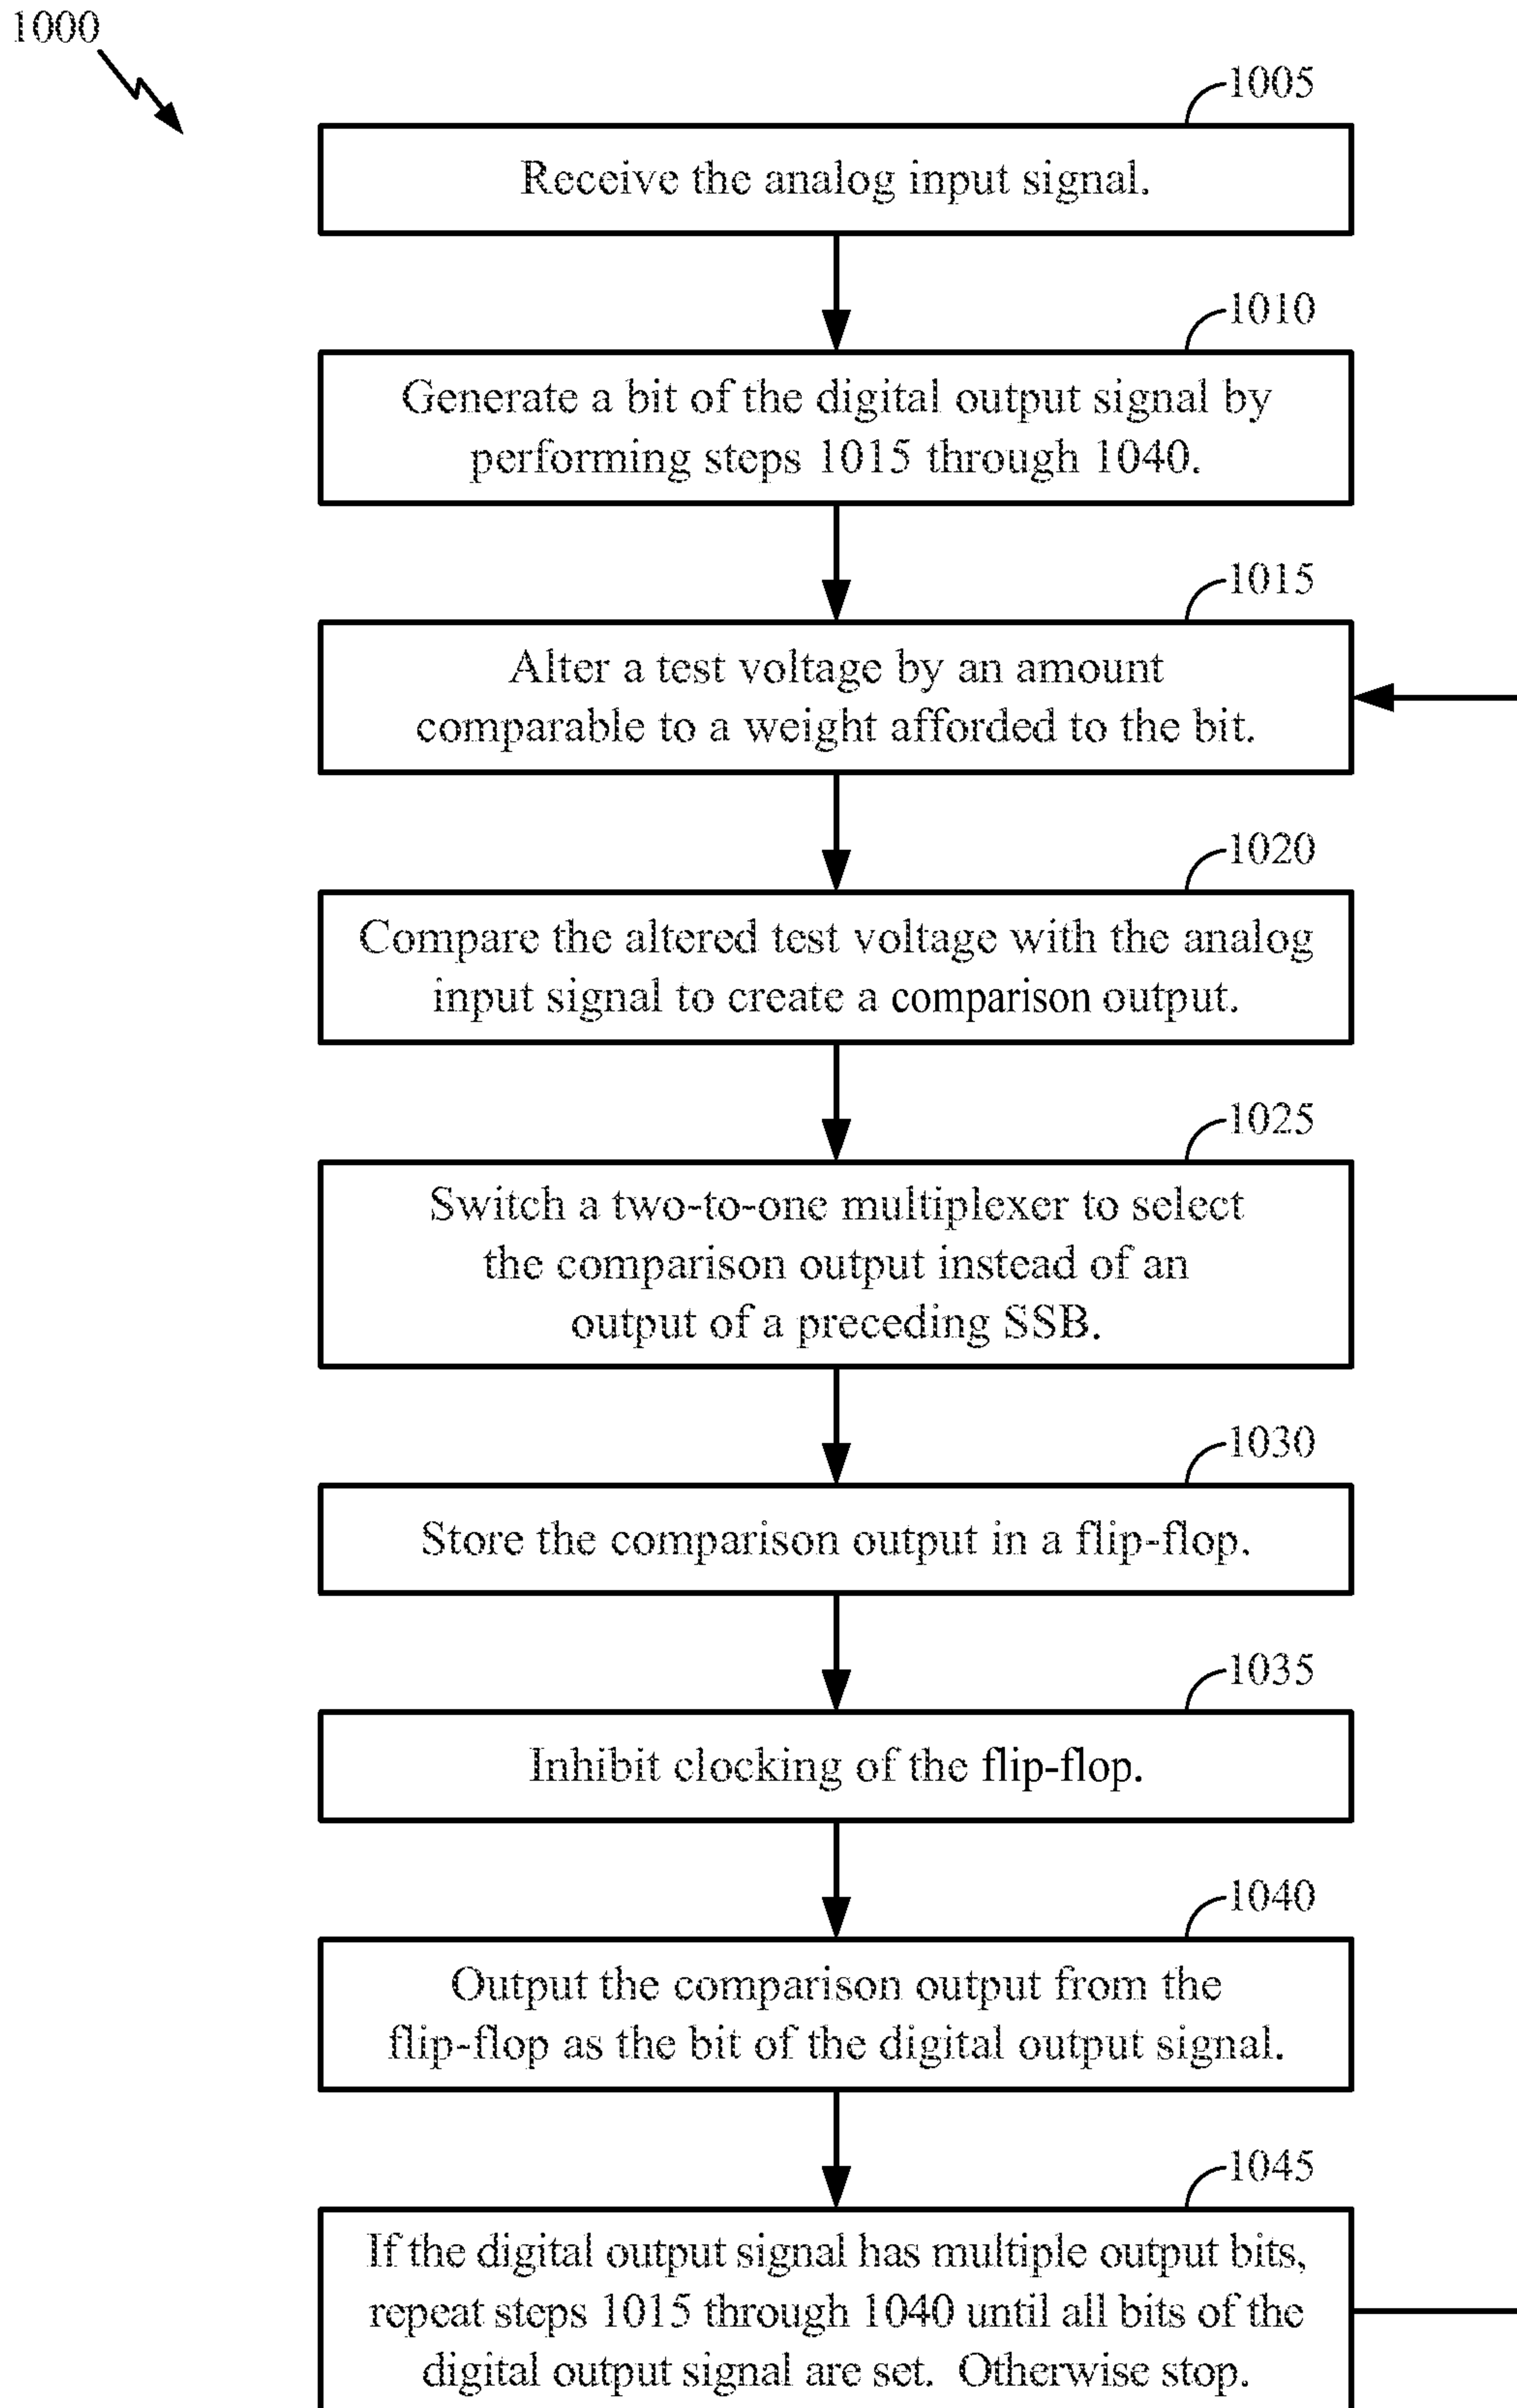 1000
1005
Receive the analog input signal.
1010
Generate a bit of the digital output signal by
performing steps 1015 through 1040.
1015
Alter a test voltage by an amount
comparable to a weight afforded to the bit.
1020
Compare the altered test voltage with the analog
input signal to create a comparison output.
1025
Switch a two-to-one multiplexer to select
the comparison output instead of an
output of a preceding SSB.
1030
Store the comparison output in a flip-flop.
1035
Inhibit clocking of the flip-flop.
1040
Output the comparison output from the
flip-flop as the bit of the digital output signal.
1045
If the digital output signal has multiple output bits,
repeat steps 1015 through 1040 until all bits of the
digital output signal are set. Otherwise stop.